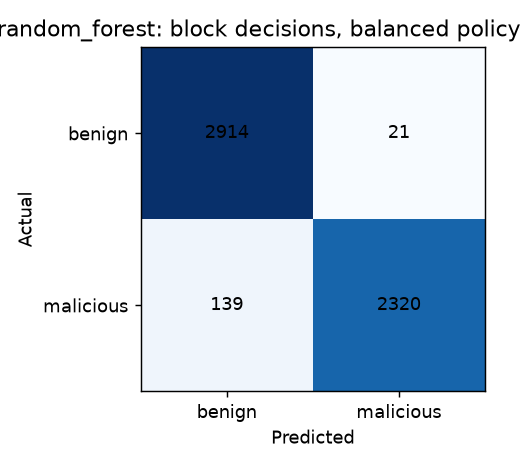 random_forest: block decisions, balanced policy
benign
2914
21
Actual
malicious
139
2320
benign
malicious
Predicted